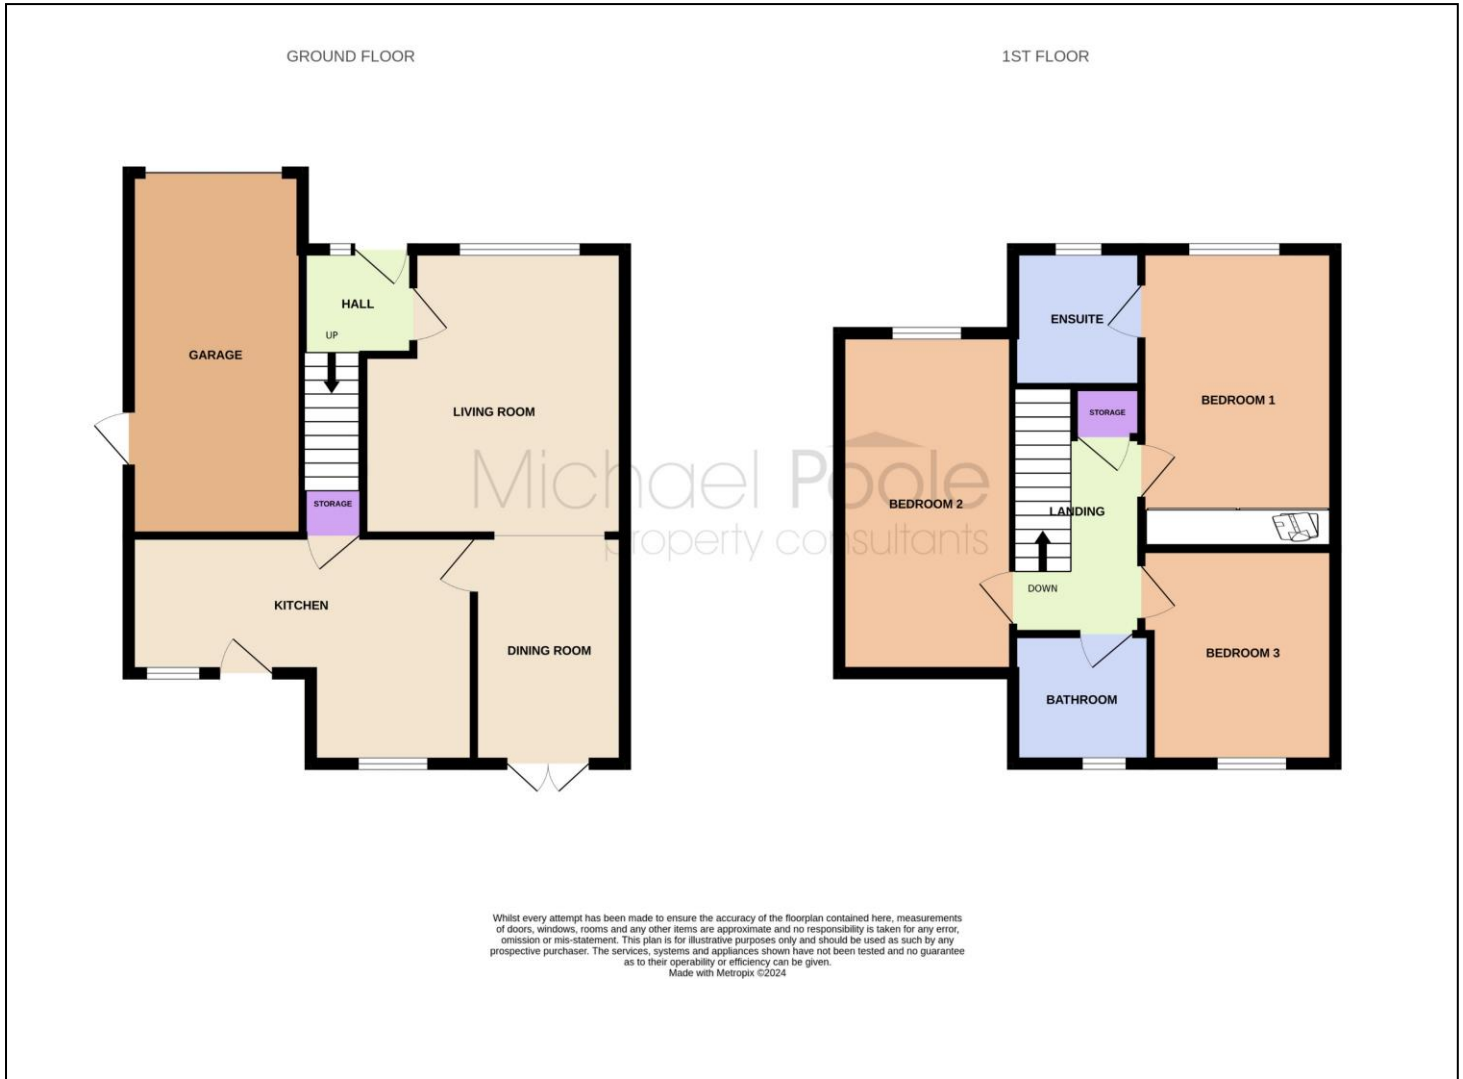 GROUND FLOOR
GARAGE
HALL
UP
LIVING ROOM
STORAGE
KITCHEN
DINING ROOM
1ST FLOOR
ENSUITE
BEDROOM 1
STORAGE
BEDROOM 2
LANDING
DOWN
BEDROOM 3
BATHROOM
Michael Poole
property consultants
Whilst every attempt has been made to ensure the accuracy of the floorplan contained here, measurements
of doors, windows, rooms and any other items are approximate and no responsibility is taken for any error,
omission or mis-statement. This plan is for illustrative purposes only and should be used as such by any
prospective purchaser. The services, systems and appliances shown have not been tested and no guarantee
as to their operability or efficiency can be given.
Made with Metropix ©2024